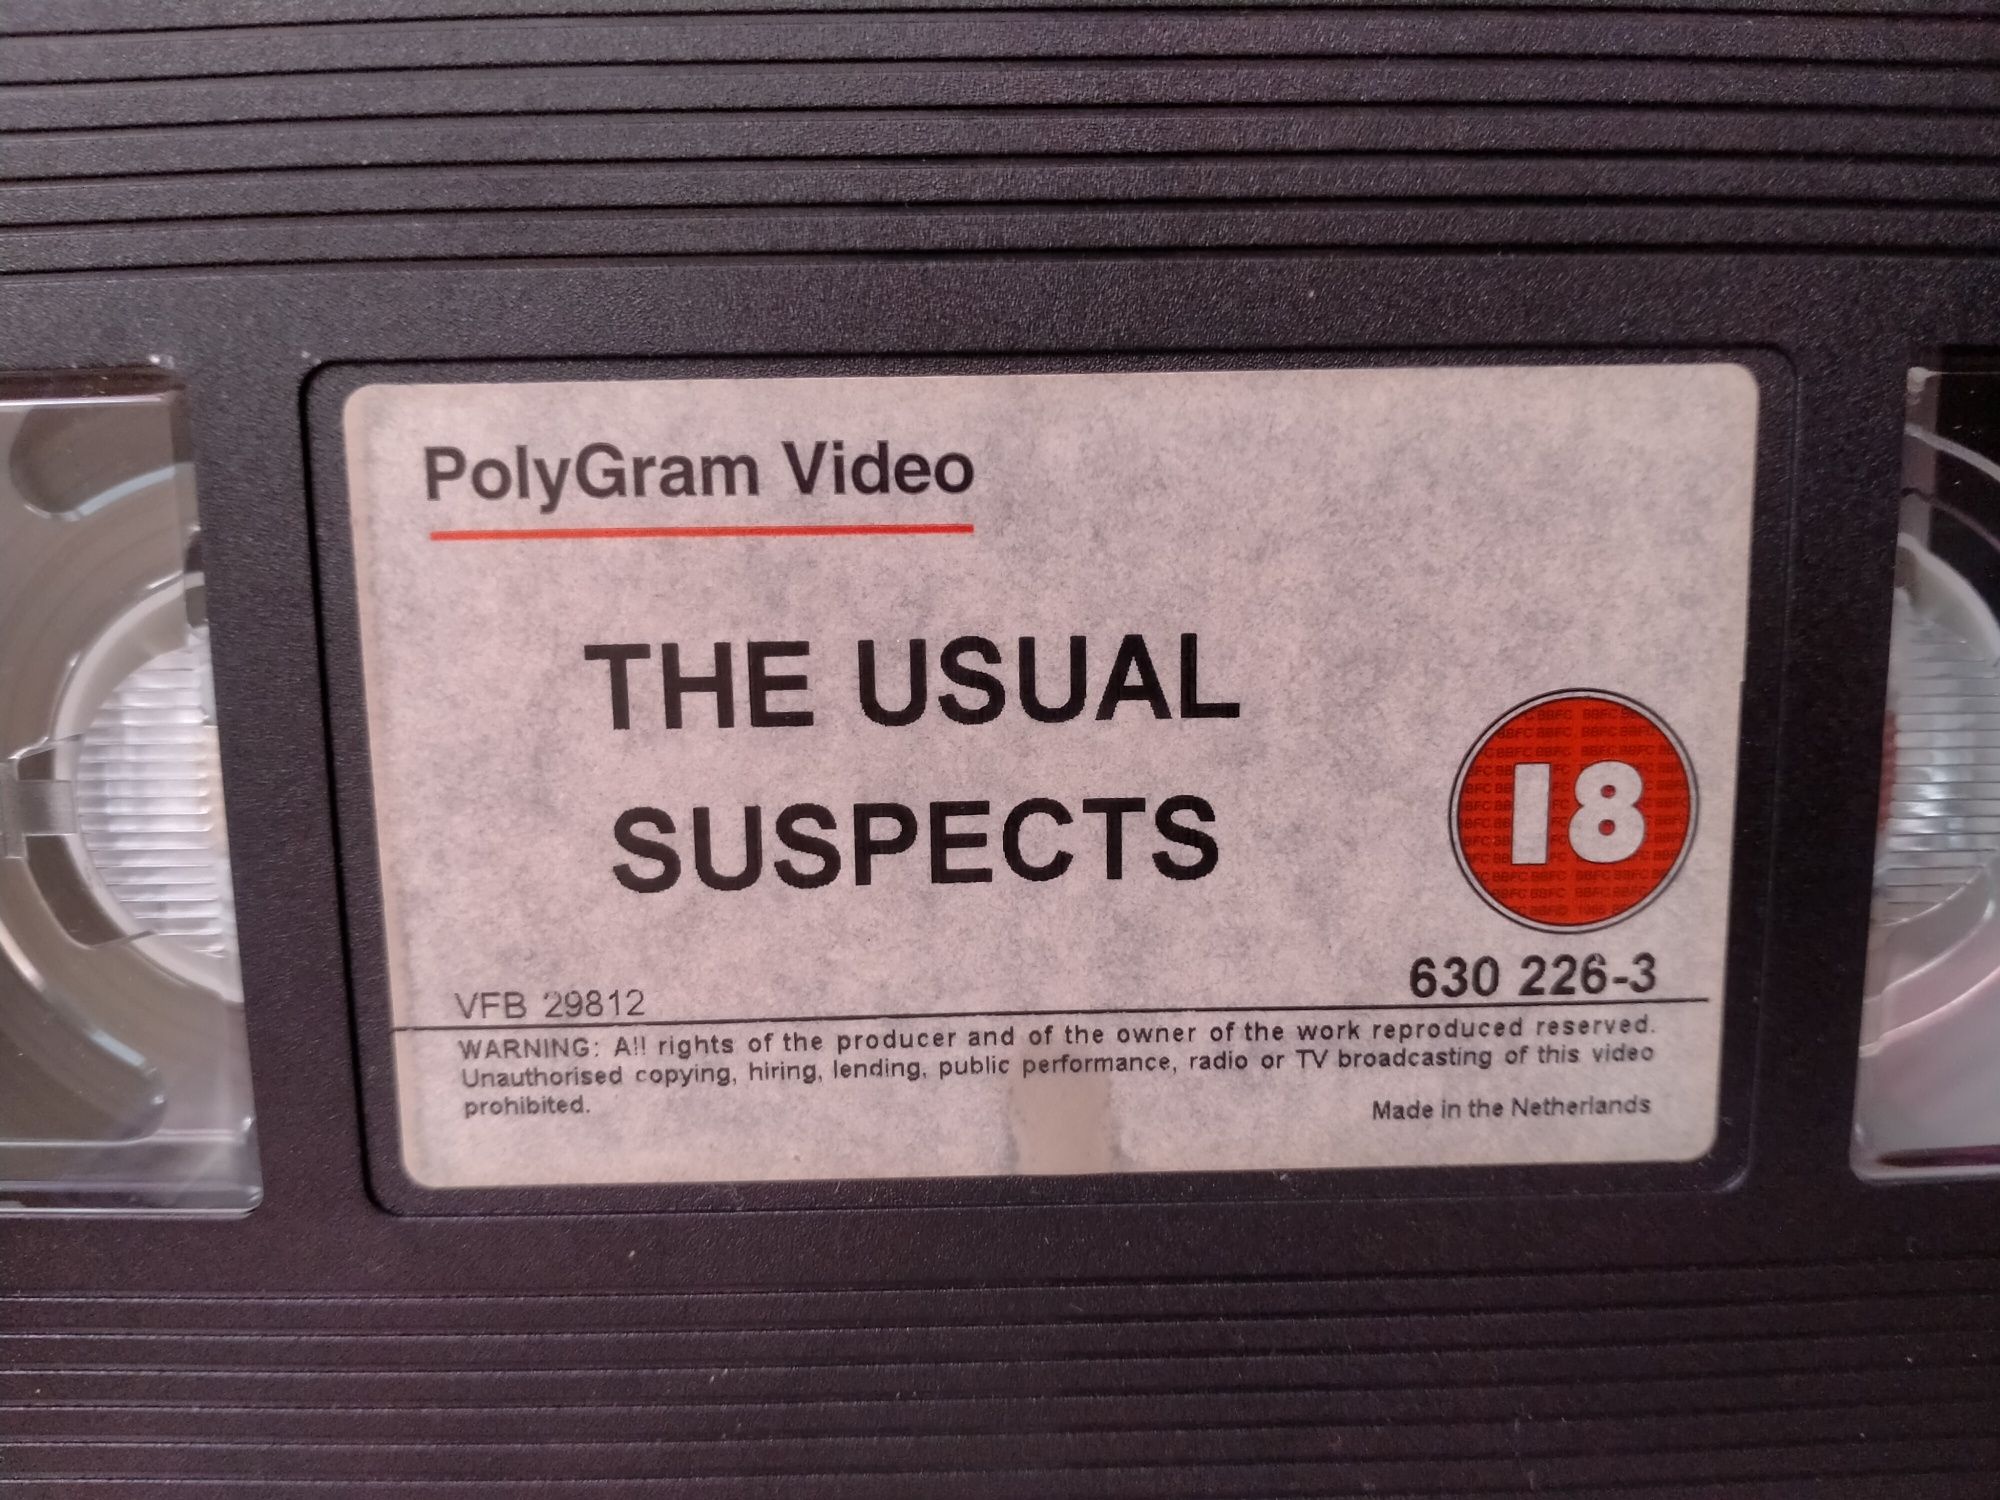 PolyGram Video
THE USUAL
SUSPECTS
18
630 226-3
VFB 29812
WARNING: All rights of the producer and of the owner of the work reproduced reserved.
Unauthorised copying, hiring, lending, public performance, radio or TV broadcasting of this video
prohibited.
Made in the Netherlands